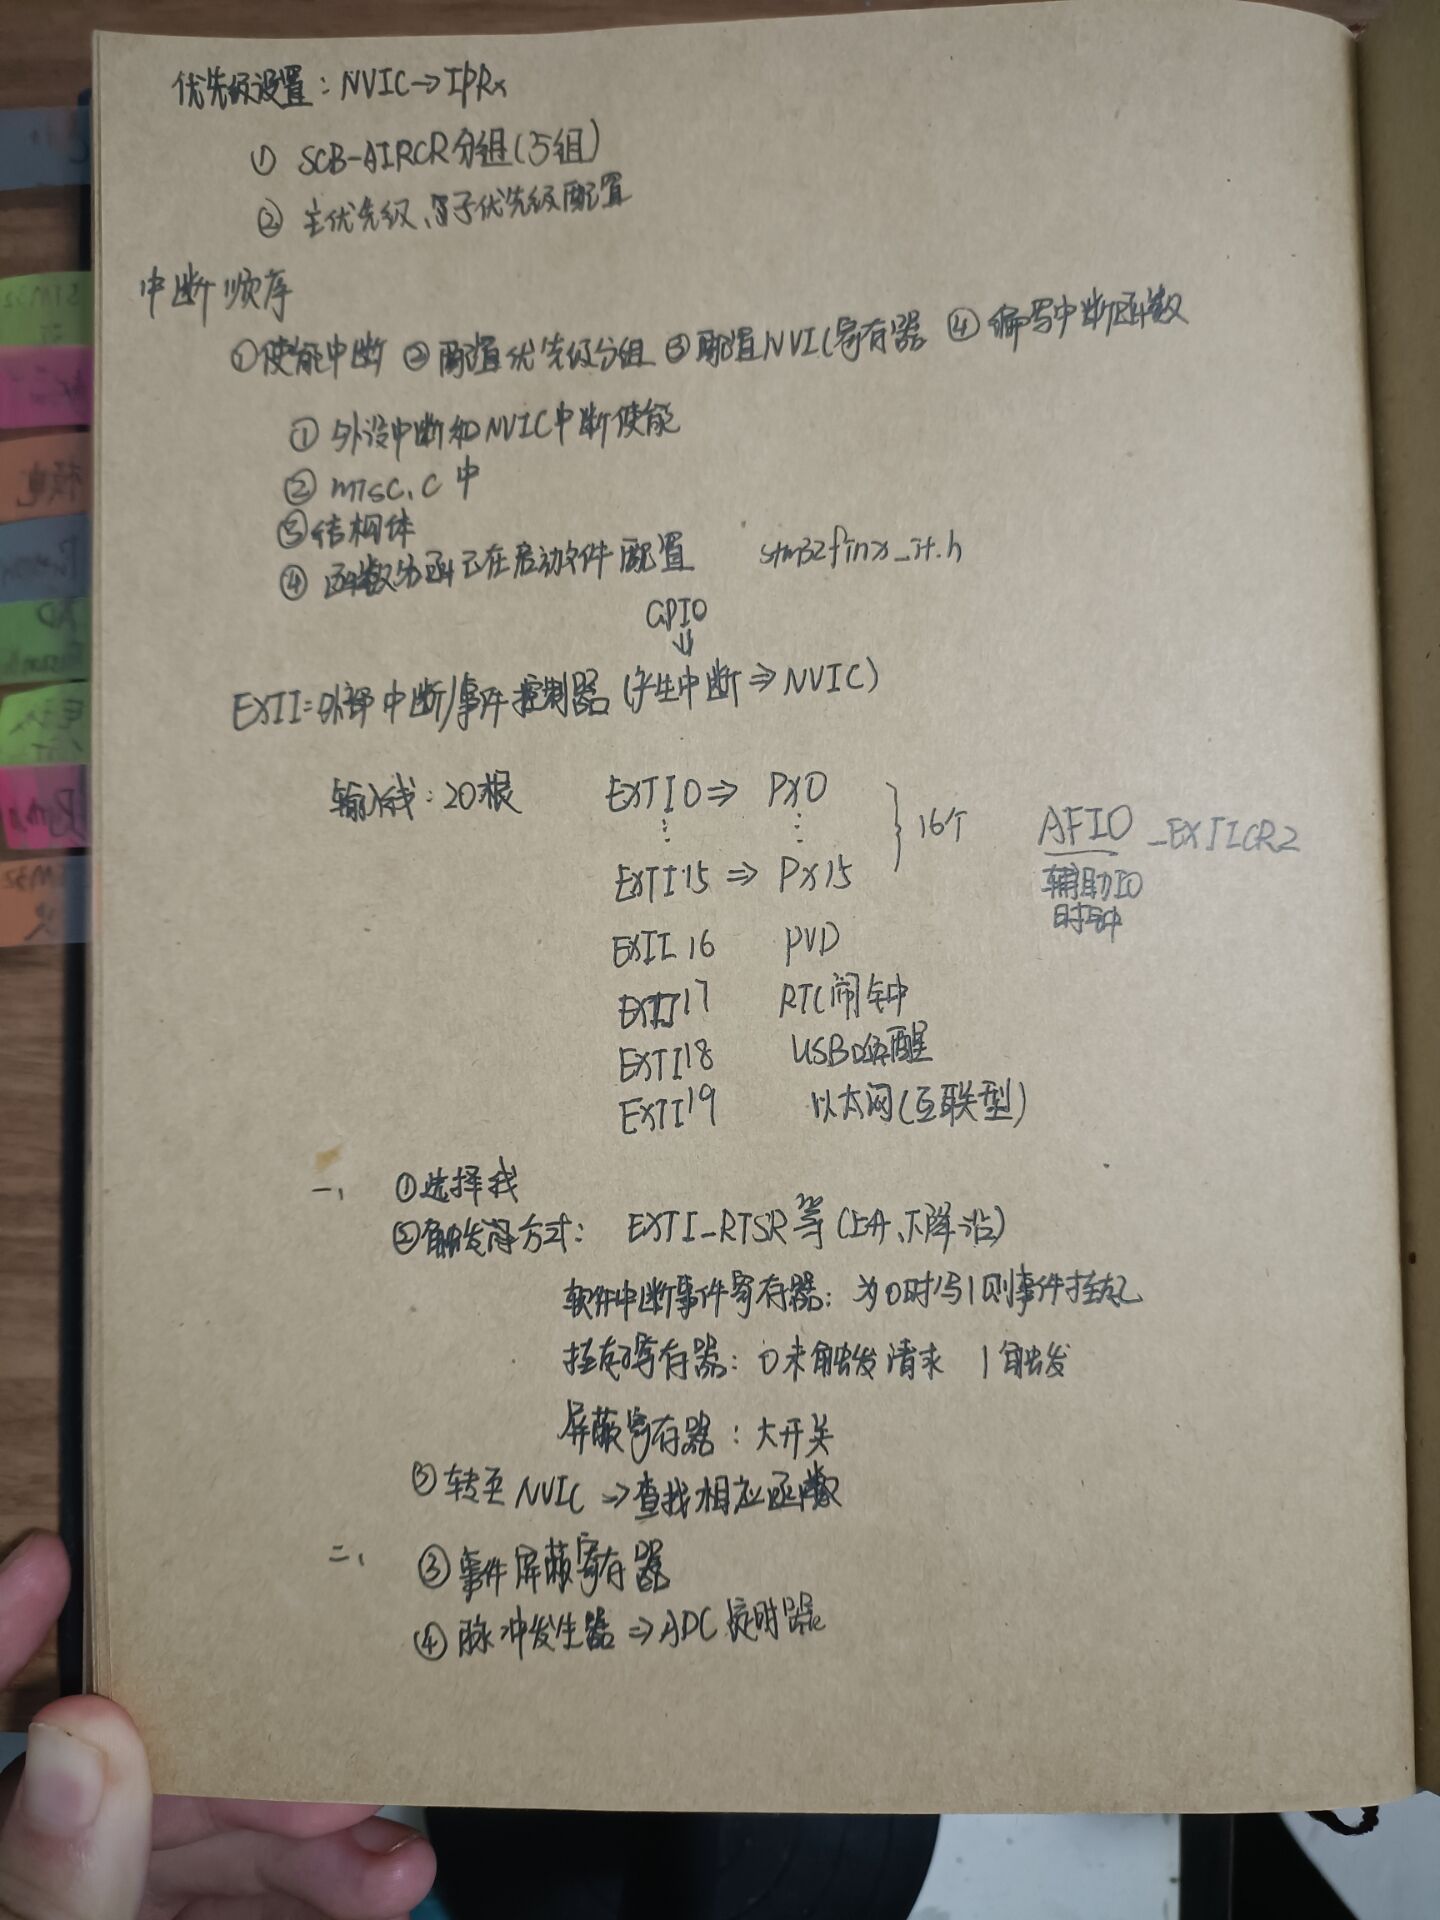 优先级设置：NVIC→IPRx
① SCB-AIRCR分组(5组)
② 主优先级、子优先级配置
中断顺序
①使能中断 ②配置优先级分组 ③配置NVIC寄存器 ④编写中断函数
①外设中断和NVIC中断使能
② misc.c中
③结构体
④函数名 已在启动文件配置 stm32f10x_it.h
GPIO
⇓
EXTI=外部中断/事件控制器 (产生中断⇒NVIC)
输入线：20根 EXTI0⇒ Px0
⋮ ⋮ 16个 AFIO_EXTICR2
EXTI15⇒ Px15 辅助IO
时钟
EXTI16 PVD
EXTI17 RTC闹钟
EXTI18 USB唤醒
EXTI19 以太网(互联型)
一、 ①选择线
②触发方式： EXTI_RTSR等(上升、下降沿)
软件中断事件寄存器：为0时写1则事件挂起
挂起寄存器：0未触发请求 1触发
屏蔽寄存器：大开关
③转至NVIC→查找相应函数
二、 ③事件屏蔽寄存器
④脉冲发生器⇒ADC 定时器